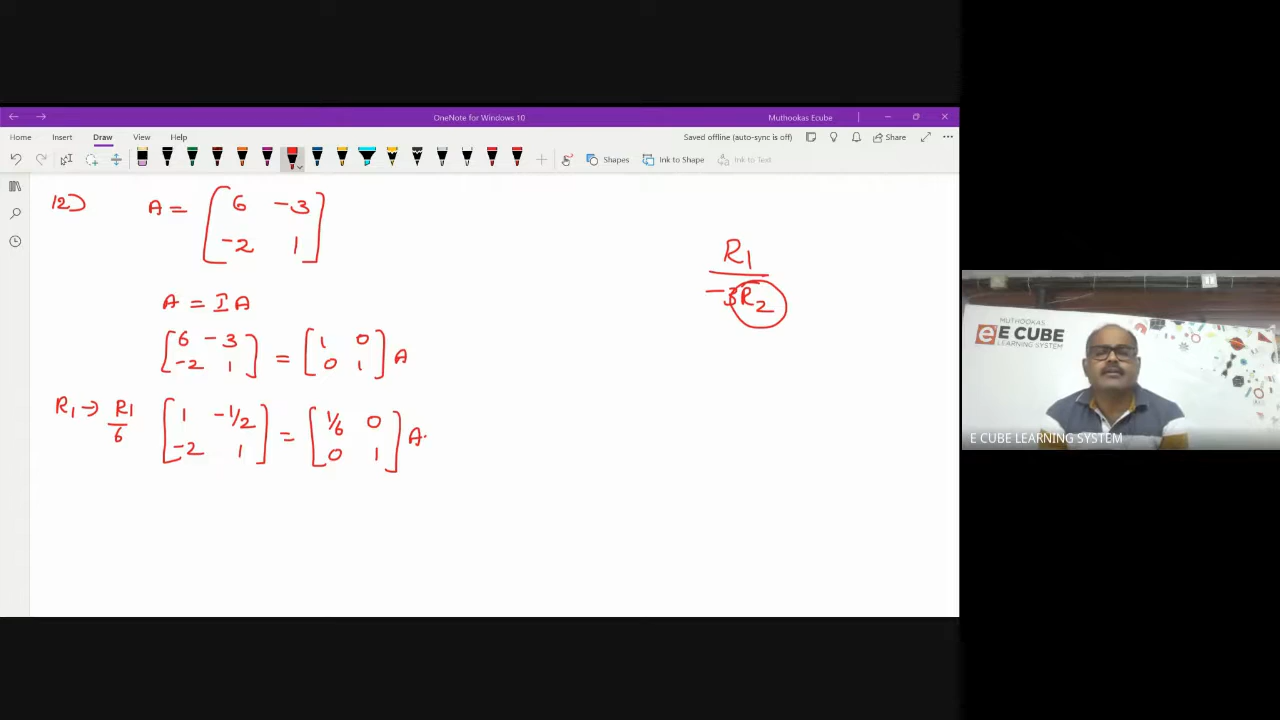 OneNote for Windows 10
Muthookas Ecube
Home Insert Draw View Help
Saved offline (auto-sync is off)
Share
Shapes
Ink to Shape
Ink to Text
12)
A = [6 -3
-2 1]
A = IA
[6 -3
-2 1] = [1 0
0 1] A
R1 → R1/6 [1 -1/2
-2 1] = [1/6 0
0 1] A.
R1
-3R2
MUTHOOKAS
E CUBE
LEARNING SYSTEM
E CUBE LEARNING SYSTEM